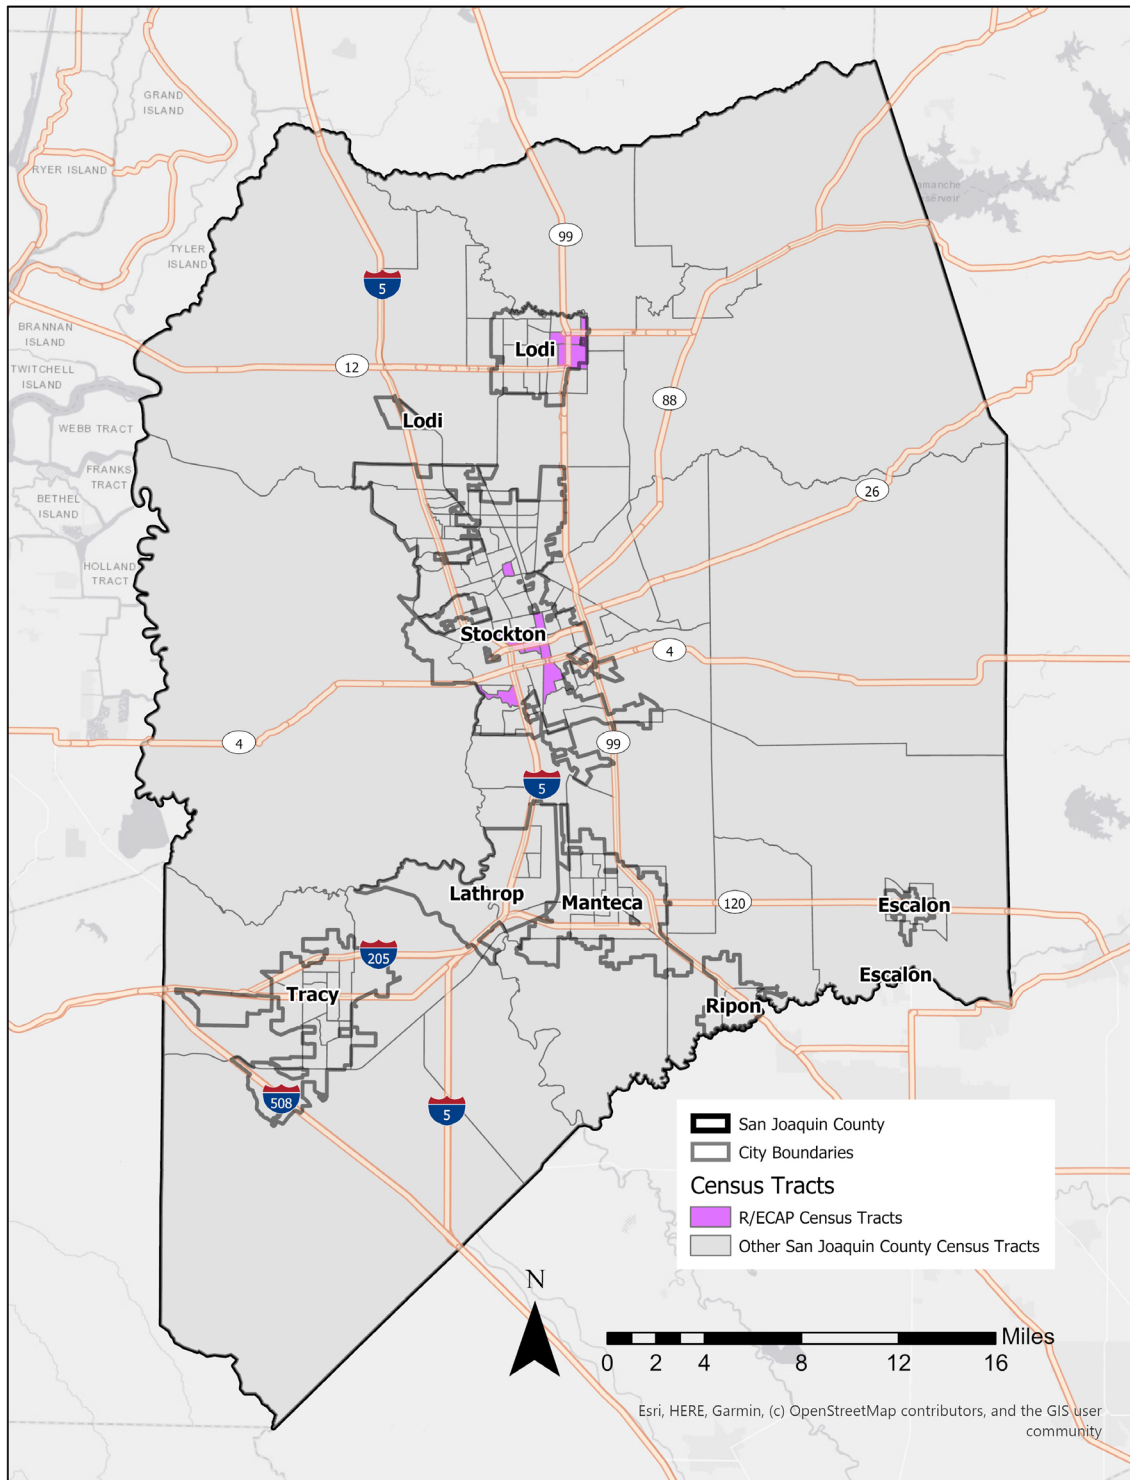 GRAND
ISLAND
RYER ISLAND
TYLER
ISLAND
BRANNAN
ISLAND
TWITCHELL
ISLAND
WEBB TRACT
FRANKS
TRACT
BETHEL
ISLAND
HOLLAND
TRACT
99
5
Lodi
12
Lodi
88
26
Stockton
4
4
99
5
Lathrop
Manteca
120
Escalon
205
Escalon
Tracy
Ripon
508
5
San Joaquin County
City Boundaries
Census Tracts
R/ECAP Census Tracts
Other San Joaquin County Census Tracts
N
Miles
0 2 4 8 12 16
Esri, HERE, Garmin, (c) OpenStreetMap contributors, and the GIS user
community